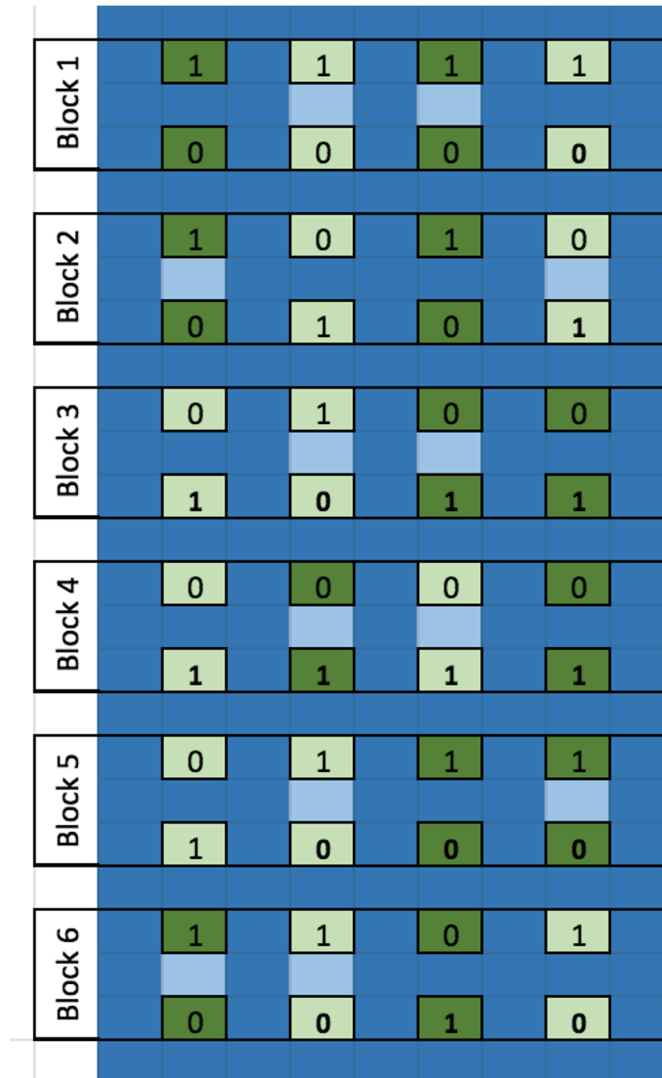 Block 1
1 1 1 1
0 0 0 0
Block 2
1 0 1 0
0 1 0 1
Block 3
0 1 0 0
1 0 1 1
Block 4
0 0 0 0
1 1 1 1
Block 5
0 1 1 1
1 0 0 0
Block 6
1 1 0 1
0 0 1 0